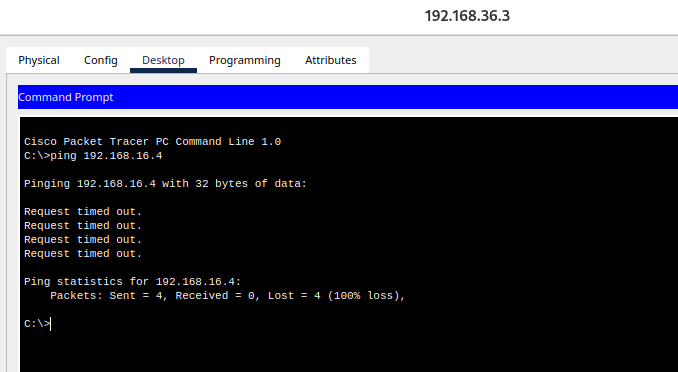 192.168.36.3
Physical Config Desktop Programming Attributes
Command Prompt
Cisco Packet Tracer PC Command Line 1.0
C:\>ping 192.168.16.4
Pinging 192.168.16.4 with 32 bytes of data:
Request timed out.
Request timed out.
Request timed out.
Request timed out.
Ping statistics for 192.168.16.4:
Packets: Sent = 4, Received = 0, Lost = 4 (100% loss),
C:\>